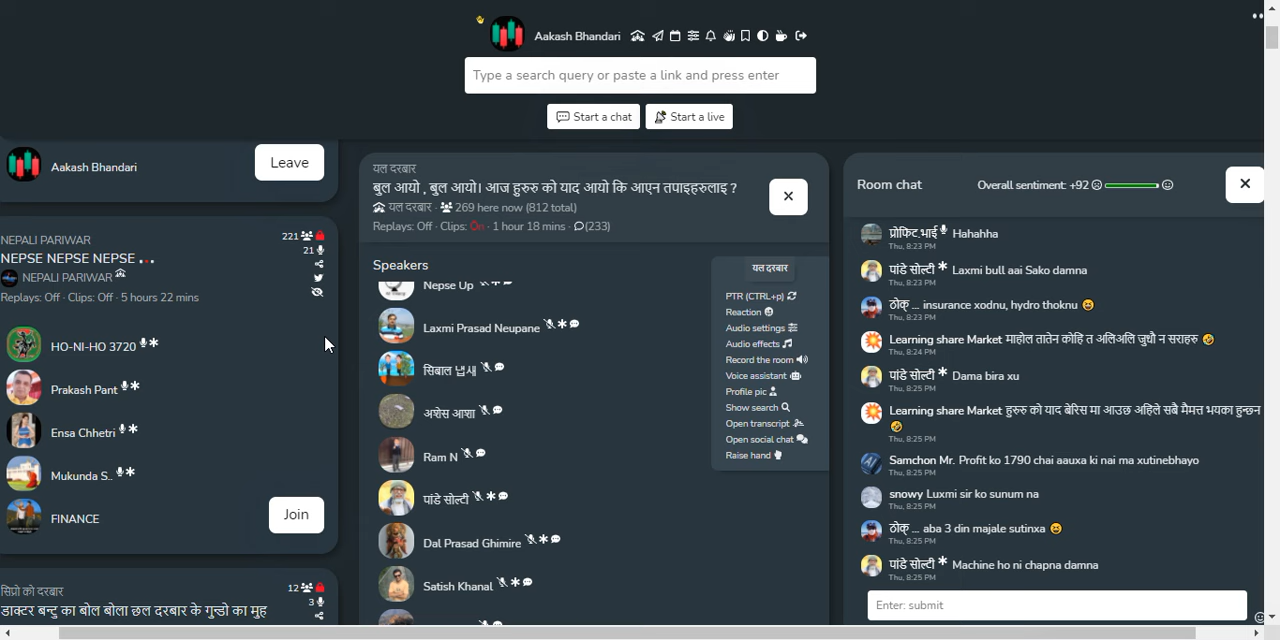 Aakash Bhandari
Type a search query or paste a link and press enter
Start a chat
Start a live
Aakash Bhandari
Leave
NEPALI PARIWAR
221
NEPSE NEPSE NEPSE
21
NEPALI PARIWAR
Replays: Off · Clips: Off · 5 hours 22 mins
HO-NI-HO 3720
Prakash Pant
Ensa Chhetri
Mukunda S..
FINANCE
Join
सिप्रो को दरबार
12
3
डाक्टर बन्टु का बोल बोला छल दरबार के गुन्डो का मुह
यल दरबार
बुल आयो , बुल आयो। आज हुरुरु को याद आयो कि आएन तपाइहरुलाइ ?
यल दरबार · 269 here now (812 total)
Replays: Off · Clips: On · 1 hour 18 mins · (233)
Speakers
Nepse Up
Laxmi Prasad Neupane
सिबाल 냅새
अशेस आशा
Ram N
पांडे सोल्टी
Dal Prasad Ghimire
Satish Khanal
यल दरबार
PTR (CTRL+p)
Reaction
Audio settings
Audio effects
Record the room
Voice assistant
Profile pic
Show search
Open transcript
Open social chat
Raise hand
Room chat
Overall sentiment: +92
प्रोफिट.भाई Hahahha
Thu, 8:23 PM
पांडे सोल्टी Laxmi bull aai Sako damna
Thu, 8:23 PM
ठोक् ... insurance xodnu, hydro thoknu
Thu, 8:23 PM
Learning share Market माहोल तातेन कोहि त अलिअलि जुधौ न सराहरु
Thu, 8:24 PM
पांडे सोल्टी Dama bira xu
Thu, 8:25 PM
Learning share Market हुरुरु को याद बेरिस मा आउछ अहिले सबै मैमत्त भयका हुन्छ्न
Thu, 8:25 PM
Samchon Mr. Profit ko 1790 chai aauxa ki nai ma xutinebhayo
Thu, 8:25 PM
snowy Luxmi sir ko sunum na
Thu, 8:25 PM
ठोक् ... aba 3 din majale sutinxa
Thu, 8:25 PM
पांडे सोल्टी Machine ho ni chapna damna
Thu, 8:25 PM
Enter: submit